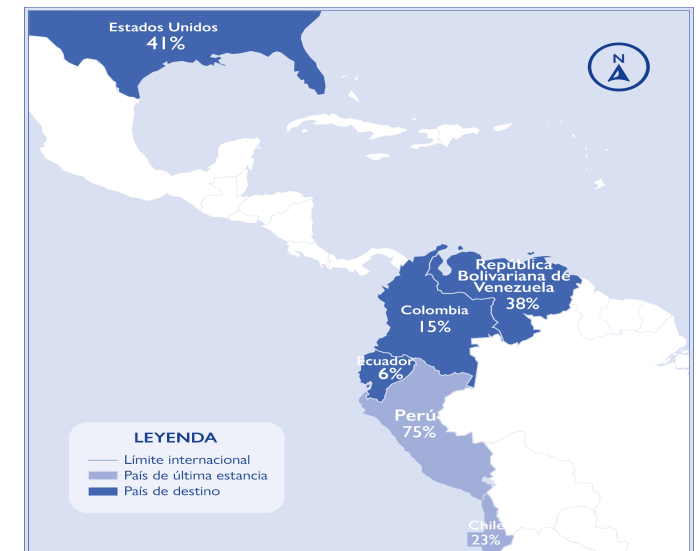 Estados Unidos
41%
N
República
Bolivariana de
Venezuela
38%
Colombia
15%
Ecuador
6%
Perú
75%
LEYENDA
Límite internacional
País de última estancia
País de destino
Chile
23%